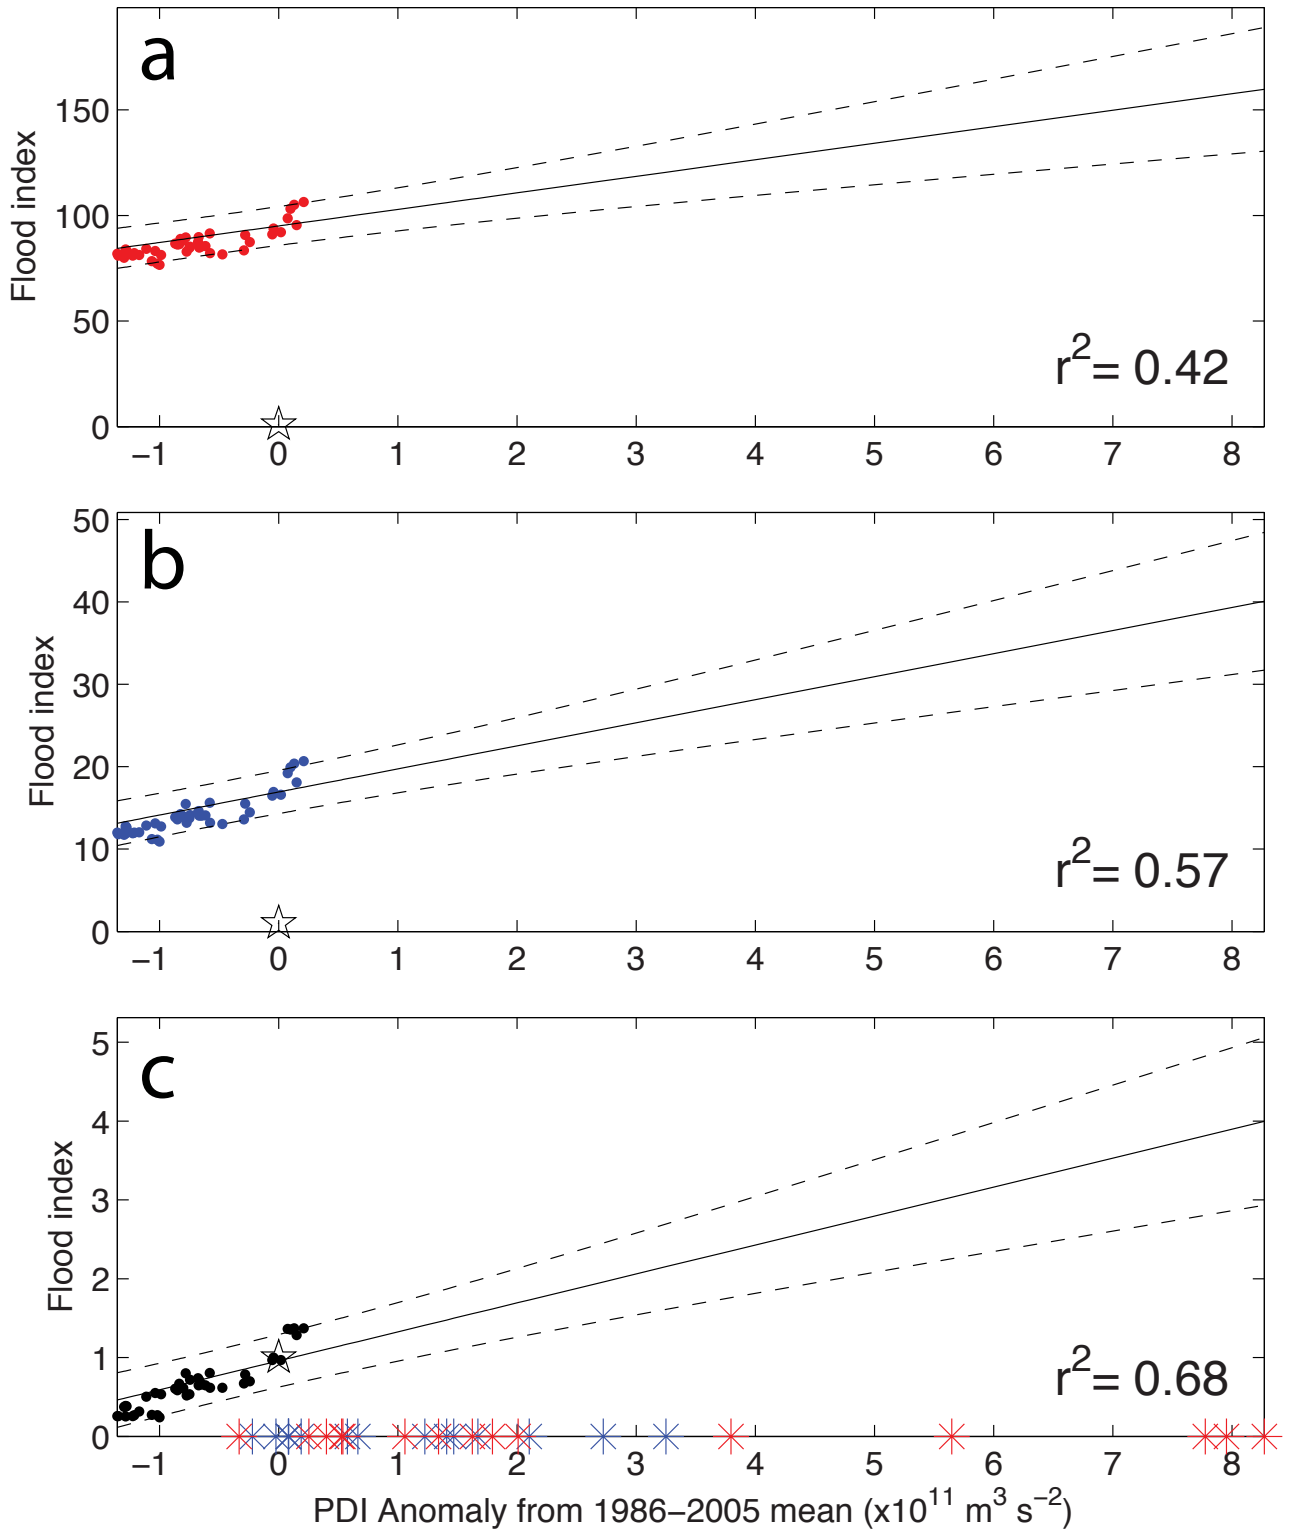 a
Flood index
150
100
50
0
r²= 0.42
−1 0 1 2 3 4 5 6 7 8
b
Flood index
50
40
30
20
10
0
r²= 0.57
−1 0 1 2 3 4 5 6 7 8
c
Flood index
5
4
3
2
1
0
r²= 0.68
−1 0 1 2 3 4 5 6 7 8
PDI Anomaly from 1986−2005 mean (x10¹¹ m³ s⁻²)